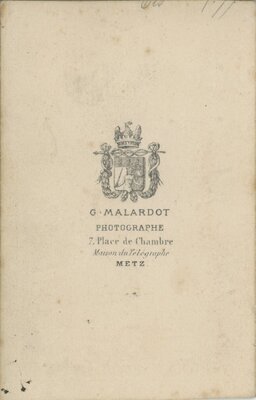 G. MALARDOT
PHOTOGRAPHE
7, Place de Chambre
Maison du Télégraphe
METZ